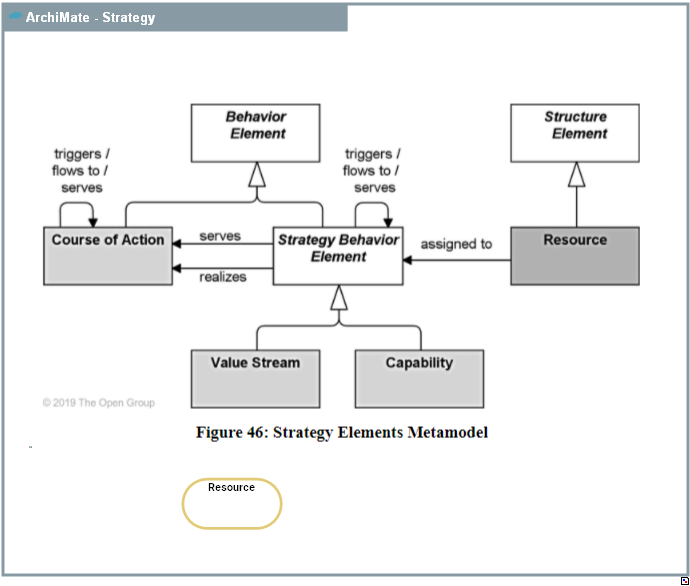 ArchiMate - Strategy
Behavior
Element
Structure
Element
triggers /
flows to /
serves
triggers /
flows to /
serves
Course of Action
serves
realizes
Strategy Behavior
Element
assigned to
Resource
Value Stream
Capability
© 2019 The Open Group
Figure 46: Strategy Elements Metamodel
Resource